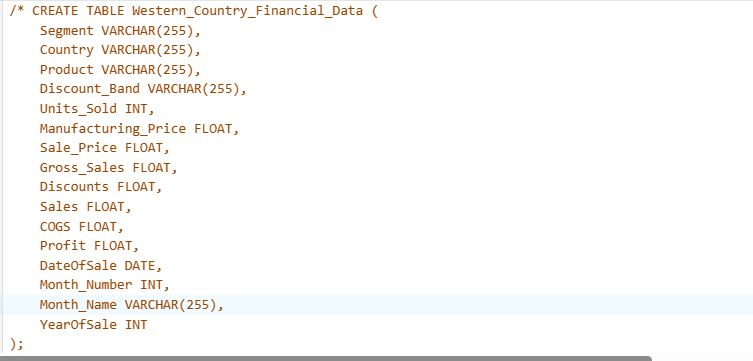 /* CREATE TABLE Western_Country_Financial_Data (
Segment VARCHAR(255),
Country VARCHAR(255),
Product VARCHAR(255),
Discount_Band VARCHAR(255),
Units_Sold INT,
Manufacturing_Price FLOAT,
Sale_Price FLOAT,
Gross_Sales FLOAT,
Discounts FLOAT,
Sales FLOAT,
COGS FLOAT,
Profit FLOAT,
DateOfSale DATE,
Month_Number INT,
Month_Name VARCHAR(255),
YearOfSale INT
);